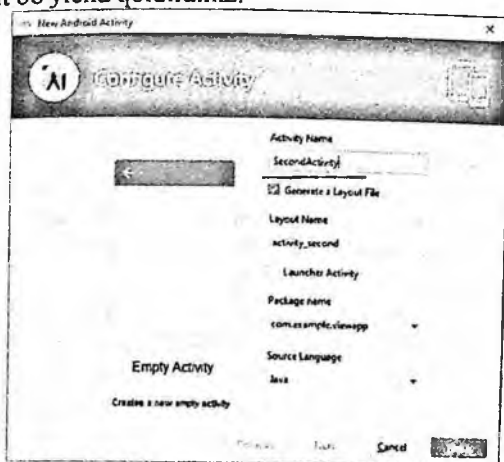 New Android Activity
Configure Activity
Activity Name
SecondActivity
Generate a Layout File
Layout Name
activity_second
Launcher Activity
Package name
com.example.viewapp
Source Language
Java
Empty Activity
Creates a new empty activity
Cancel